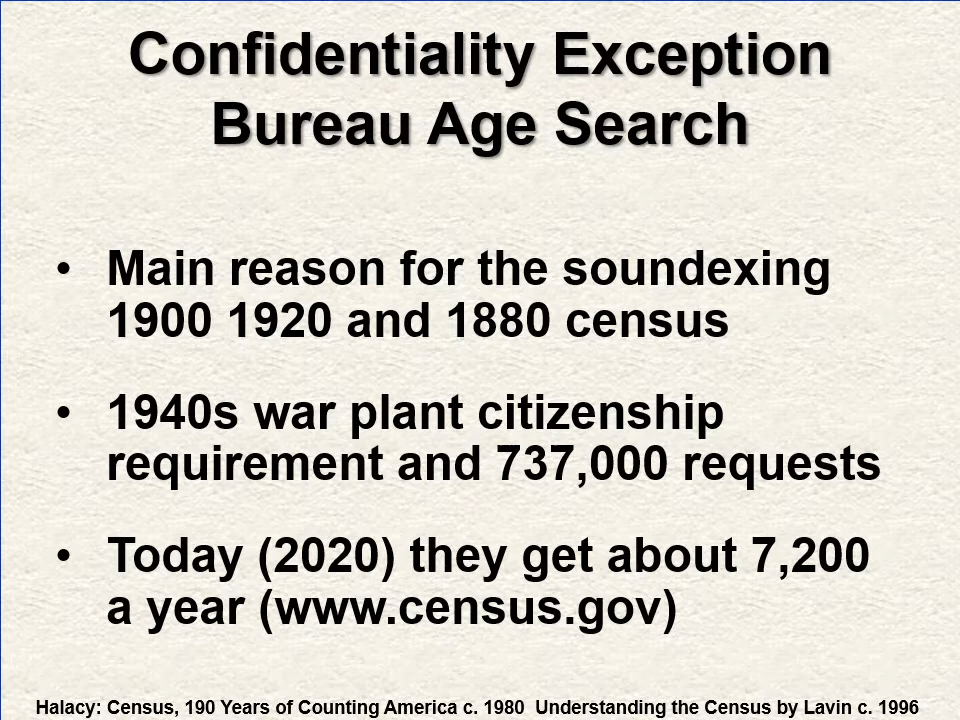 Confidentiality Exception
Bureau Age Search
• Main reason for the soundexing
1900 1920 and 1880 census
• 1940s war plant citizenship
requirement and 737,000 requests
• Today (2020) they get about 7,200
a year (www.census.gov)
Halacy: Census, 190 Years of Counting America c. 1980  Understanding the Census by Lavin c. 1996